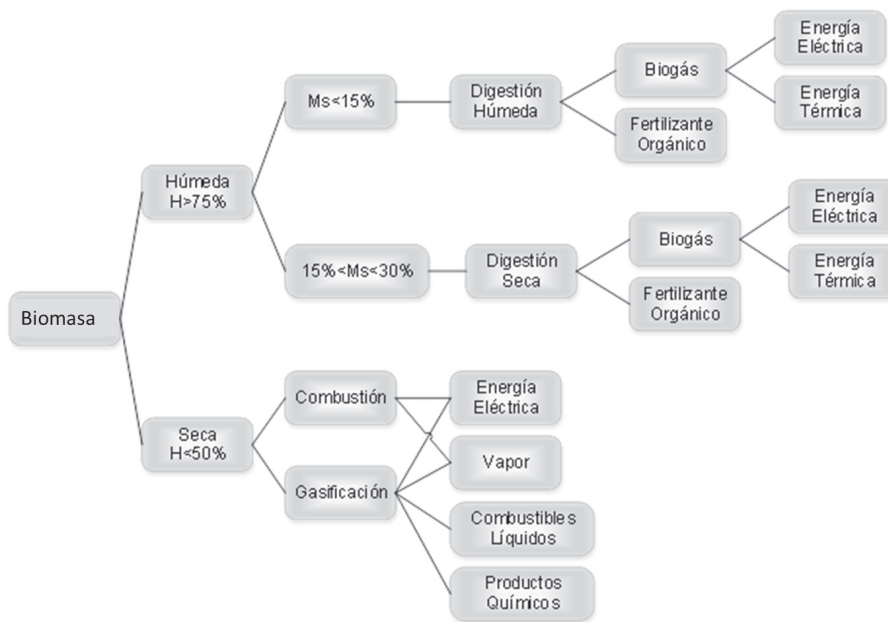 Biomasa
Húmeda
H>75%
Ms<15%
Digestión
Húmeda
Biogás
Energía
Eléctrica
Energía
Térmica
Fertilizante
Orgánico
15%<Ms<30%
Digestión
Seca
Biogás
Energía
Eléctrica
Energía
Térmica
Fertilizante
Orgánico
Seca
H<50%
Combustión
Gasificación
Energía
Eléctrica
Vapor
Combustibles
Líquidos
Productos
Químicos